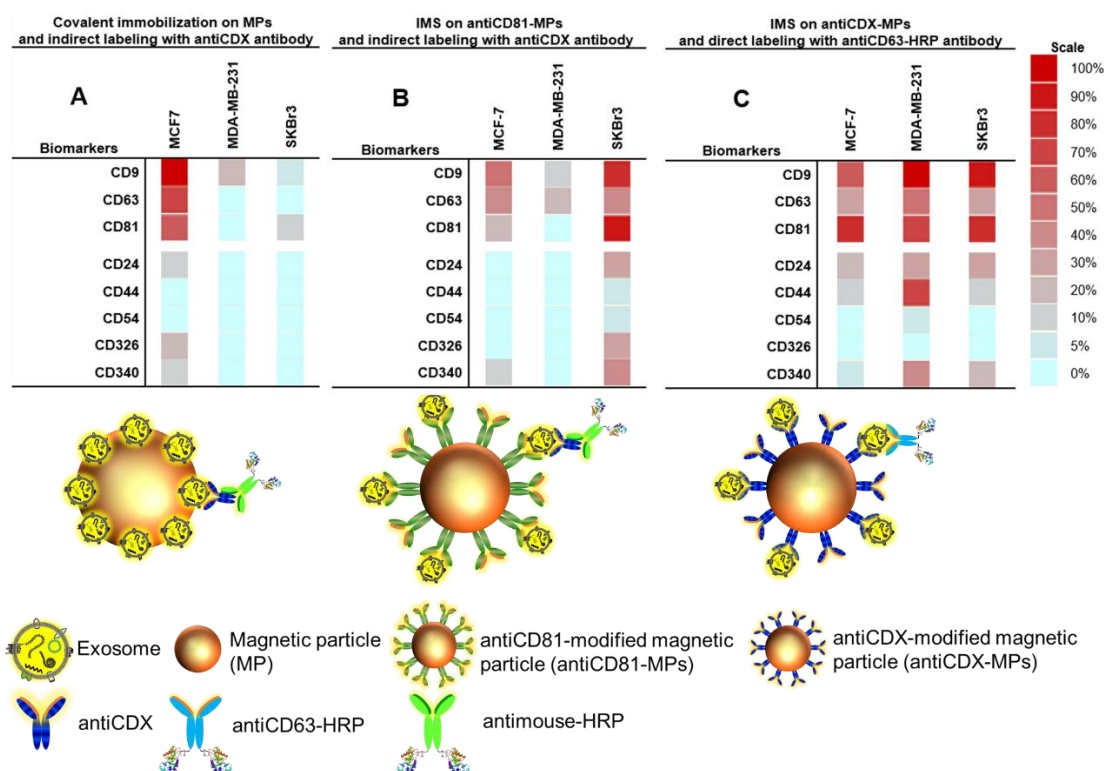 Covalent immobilization on MPs
and indirect labeling with antiCDX antibody
A
MCF7
MDA-MB-231
SKBr3
Biomarkers
CD9
CD63
CD81
CD24
CD44
CD54
CD326
CD340
IMS on antiCD81-MPs
and indirect labeling with antiCDX antibody
B
MCF-7
MDA-MB-231
SKBr3
Biomarkers
CD9
CD63
CD81
CD24
CD44
CD54
CD326
CD340
IMS on antiCDX-MPs
and direct labeling with antiCD63-HRP antibody
C
MCF-7
MDA-MB-231
SKBr3
Biomarkers
CD9
CD63
CD81
CD24
CD44
CD54
CD326
CD340
Scale
100%
90%
80%
70%
60%
50%
40%
30%
20%
10%
5%
0%
Exosome
Magnetic particle
(MP)
antiCD81-modified magnetic
particle (antiCD81-MPs)
antiCDX-modified magnetic
particle (antiCDX-MPs)
antiCDX
antiCD63-HRP
antimouse-HRP